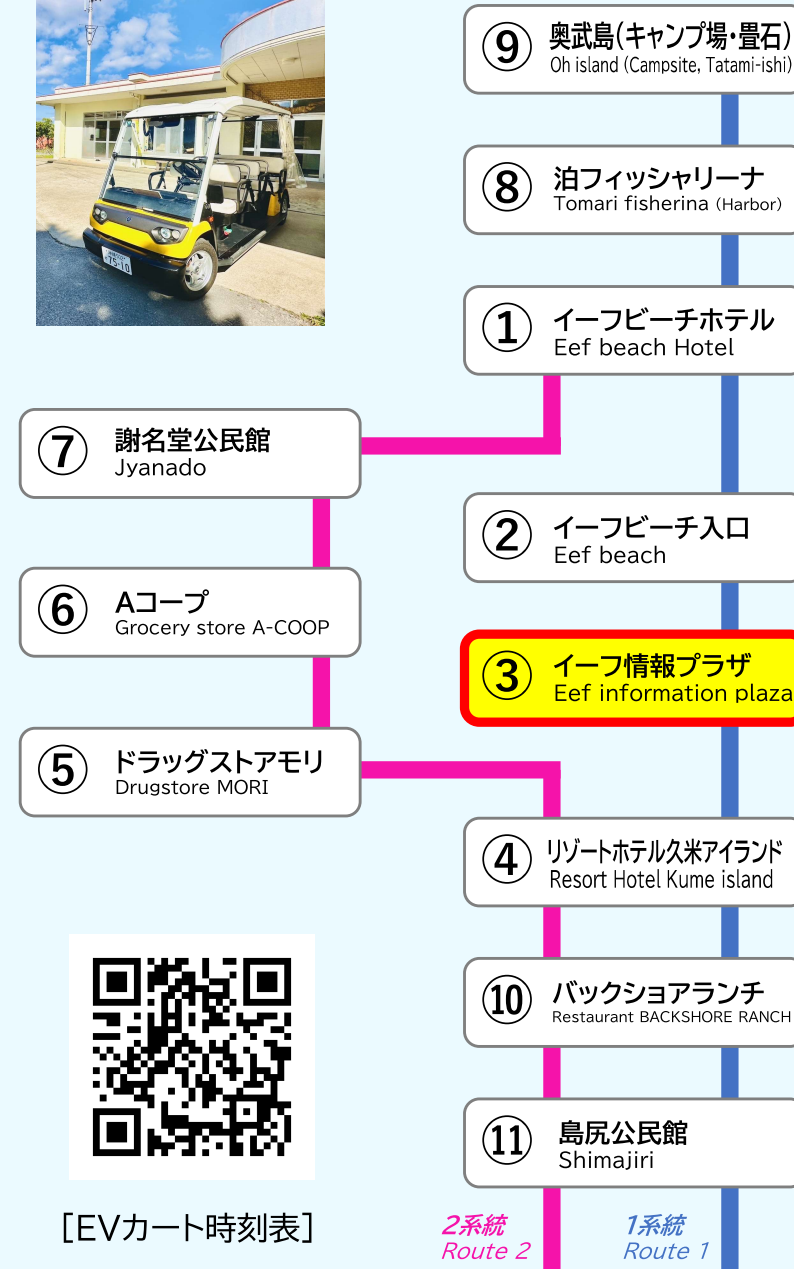 ⑨ 奥武島(キャンプ場・畳石)
Oh island (Campsite, Tatami-ishi)
⑧ 泊フィッシャリーナ
Tomari fisherina (Harbor)
75-10
① イーフビーチホテル
Eef beach Hotel
⑦ 謝名堂公民館
Jyanado
② イーフビーチ入口
Eef beach
⑥ Aコープ
Grocery store A-COOP
③ イーフ情報プラザ
Eef information plaza
⑤ ドラッグストアモリ
Drugstore MORI
④ リゾートホテル久米アイランド
Resort Hotel Kume island
⑩ バックショアランチ
Restaurant BACKSHORE RANCH
⑪ 島尻公民館
Shimajiri
[EVカート時刻表]
2系統
Route 2
1系統
Route 1